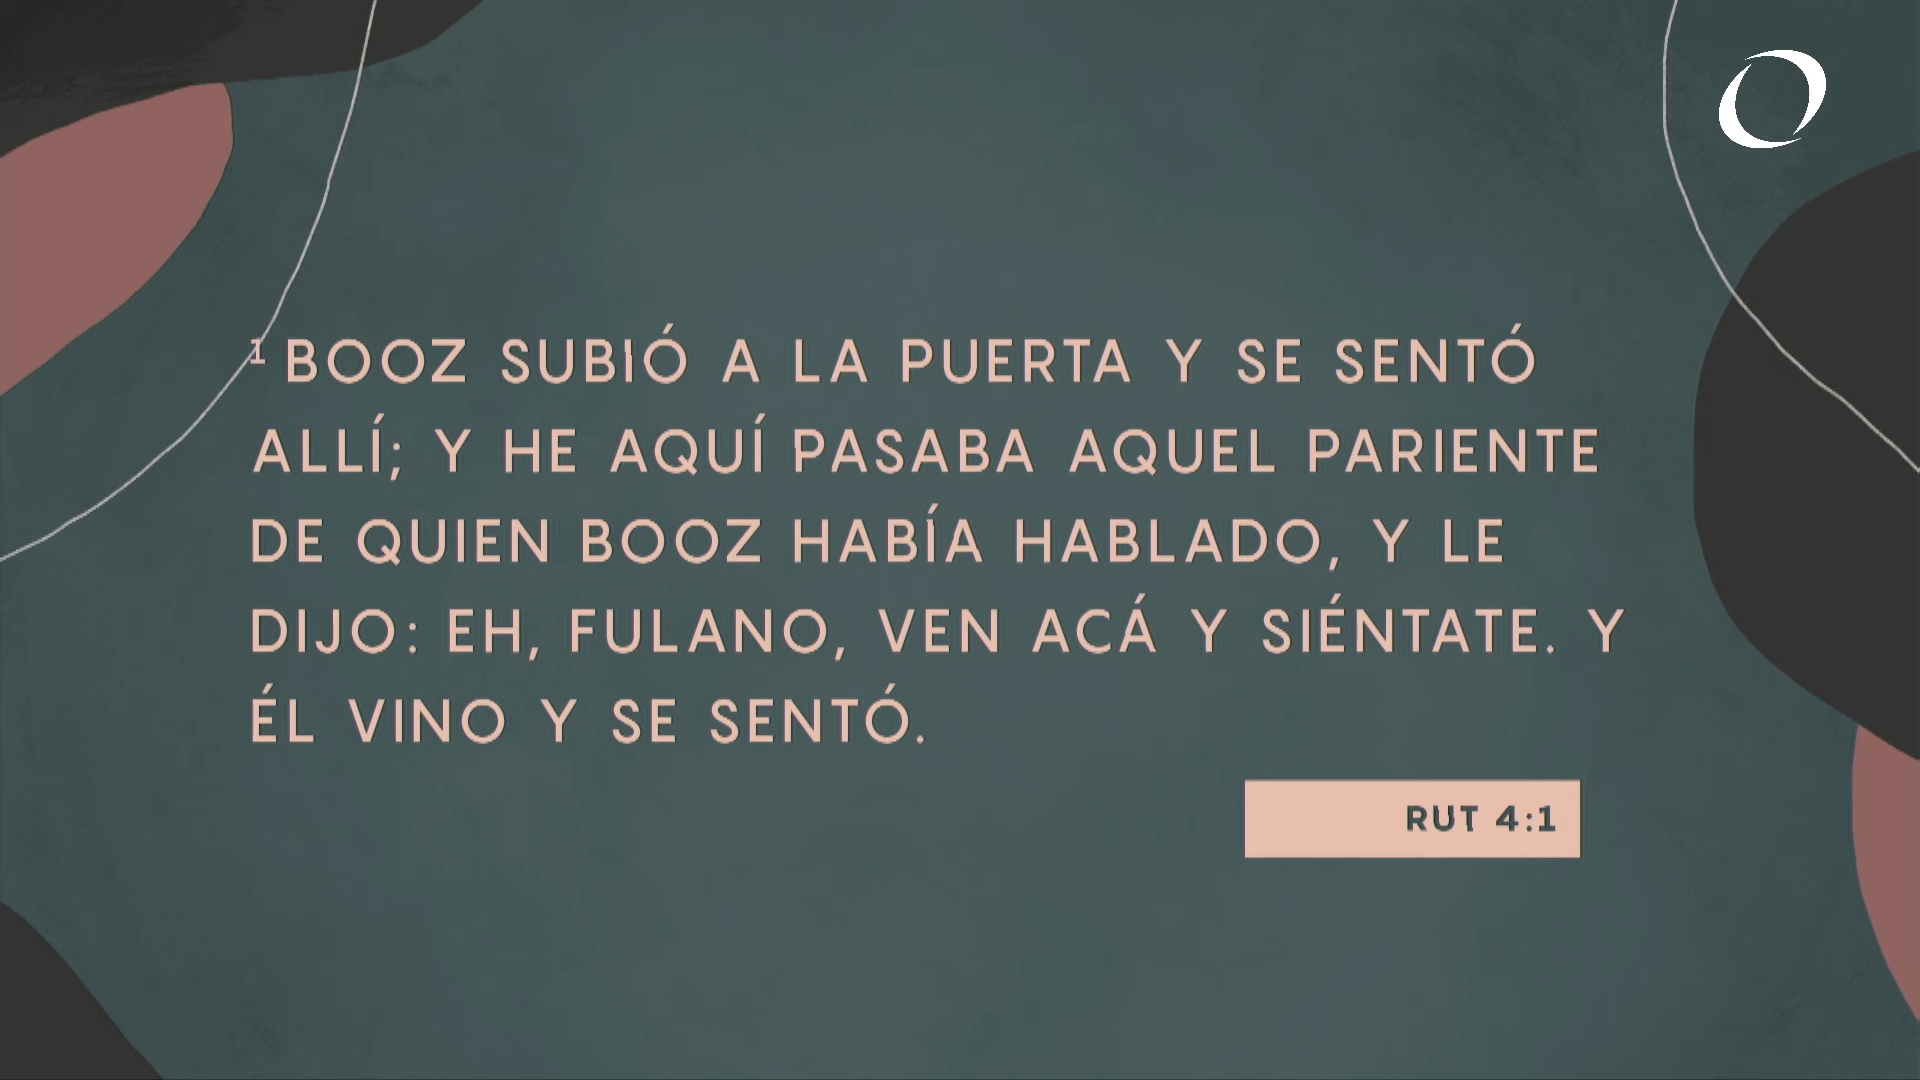 ¹ BOOZ SUBIÓ A LA PUERTA Y SE SENTÓ
ALLÍ; Y HE AQUÍ PASABA AQUEL PARIENTE
DE QUIEN BOOZ HABÍA HABLADO, Y LE
DIJO: EH, FULANO, VEN ACÁ Y SIÉNTATE. Y
ÉL VINO Y SE SENTÓ.
RUT 4:1